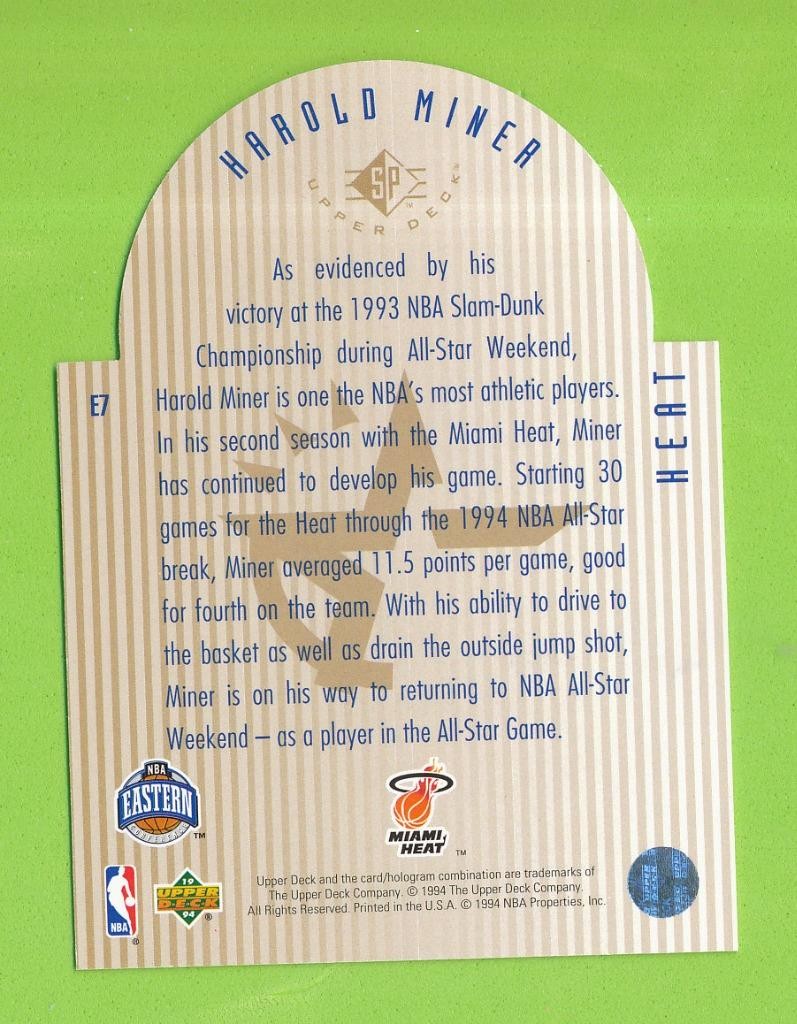 HAROLD MINER
SP
UPPER DECK
As evidenced by his
victory at the 1993 NBA Slam-Dunk
Championship during All-Star Weekend,
E7
Harold Miner is one the NBA's most athletic players.
In his second season with the Miami Heat, Miner
has continued to develop his game. Starting 30
games for the Heat through the 1994 NBA All-Star
break, Miner averaged 11.5 points per game, good
for fourth on the team. With his ability to drive to
the basket as well as drain the outside jump shot,
Miner is on his way to returning to NBA All-Star
Weekend – as a player in the All-Star Game.
HEAT
NBA
EASTERN
CONFERENCE
TM
MIAMI
HEAT
TM
NBA
®
19
UPPER
DECK
94
®
Upper Deck and the card/hologram combination are trademarks of
The Upper Deck Company. © 1994 The Upper Deck Company.
All Rights Reserved. Printed in the U.S.A. © 1994 NBA Properties, Inc.